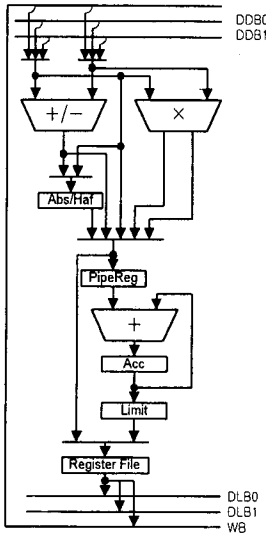 DDB0
DDB1
+/−
×
Abs/Haf
PipeReg
+
Acc
Limit
Register File
DLB0
DLB1
WB